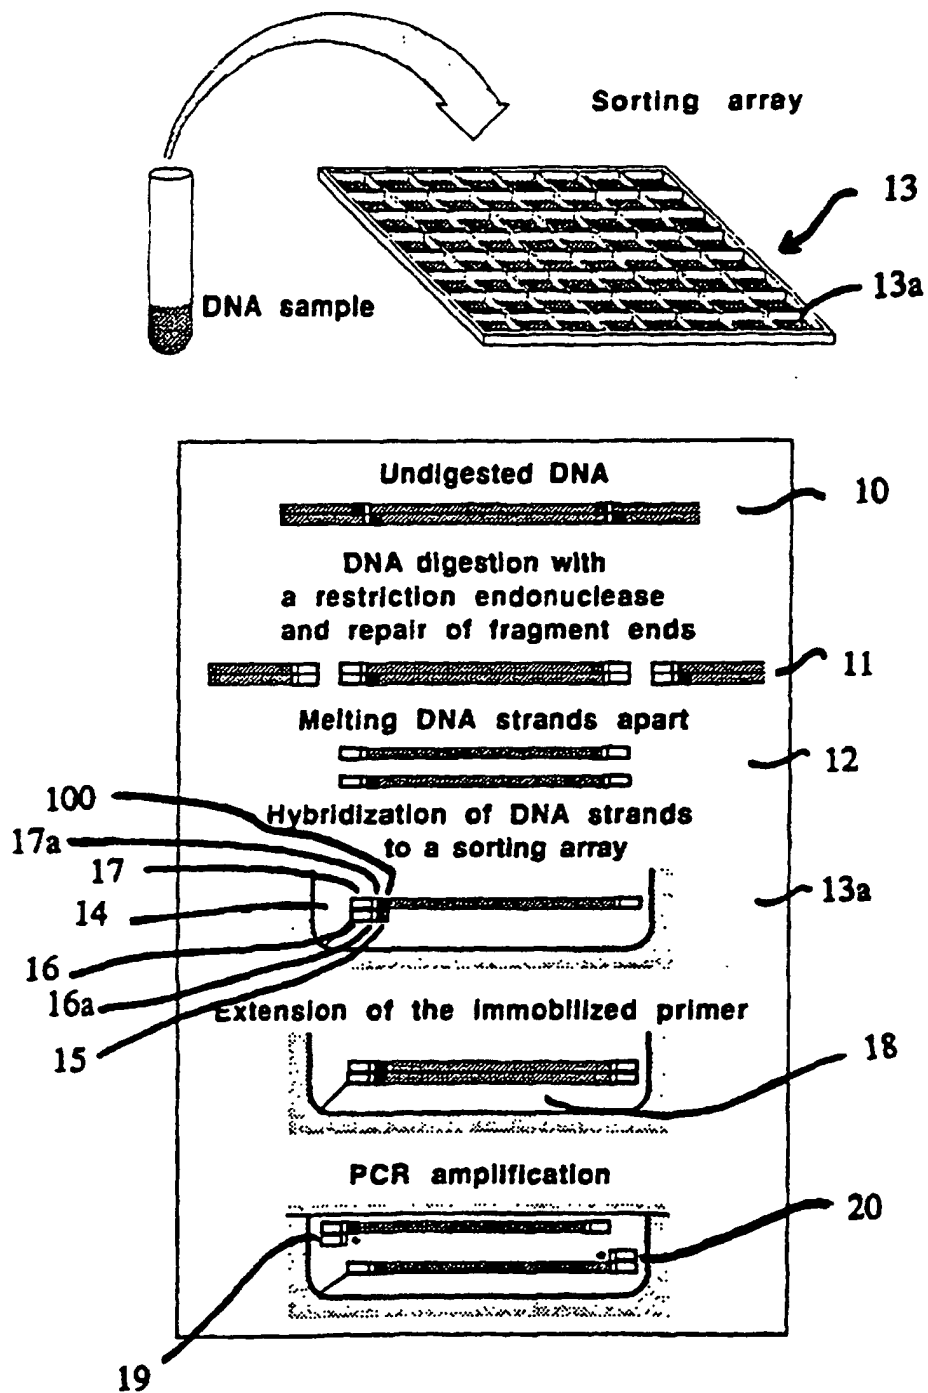 Sorting array
13
13a
DNA sample
Undigested DNA
10
DNA digestion with
a restriction endonuclease
and repair of fragment ends
11
Melting DNA strands apart
12
100
Hybridization of DNA strands
17a
to a sorting array
17
13a
14
16
16a
Extension of the immobilized primer
15
18
PCR amplification
20
19